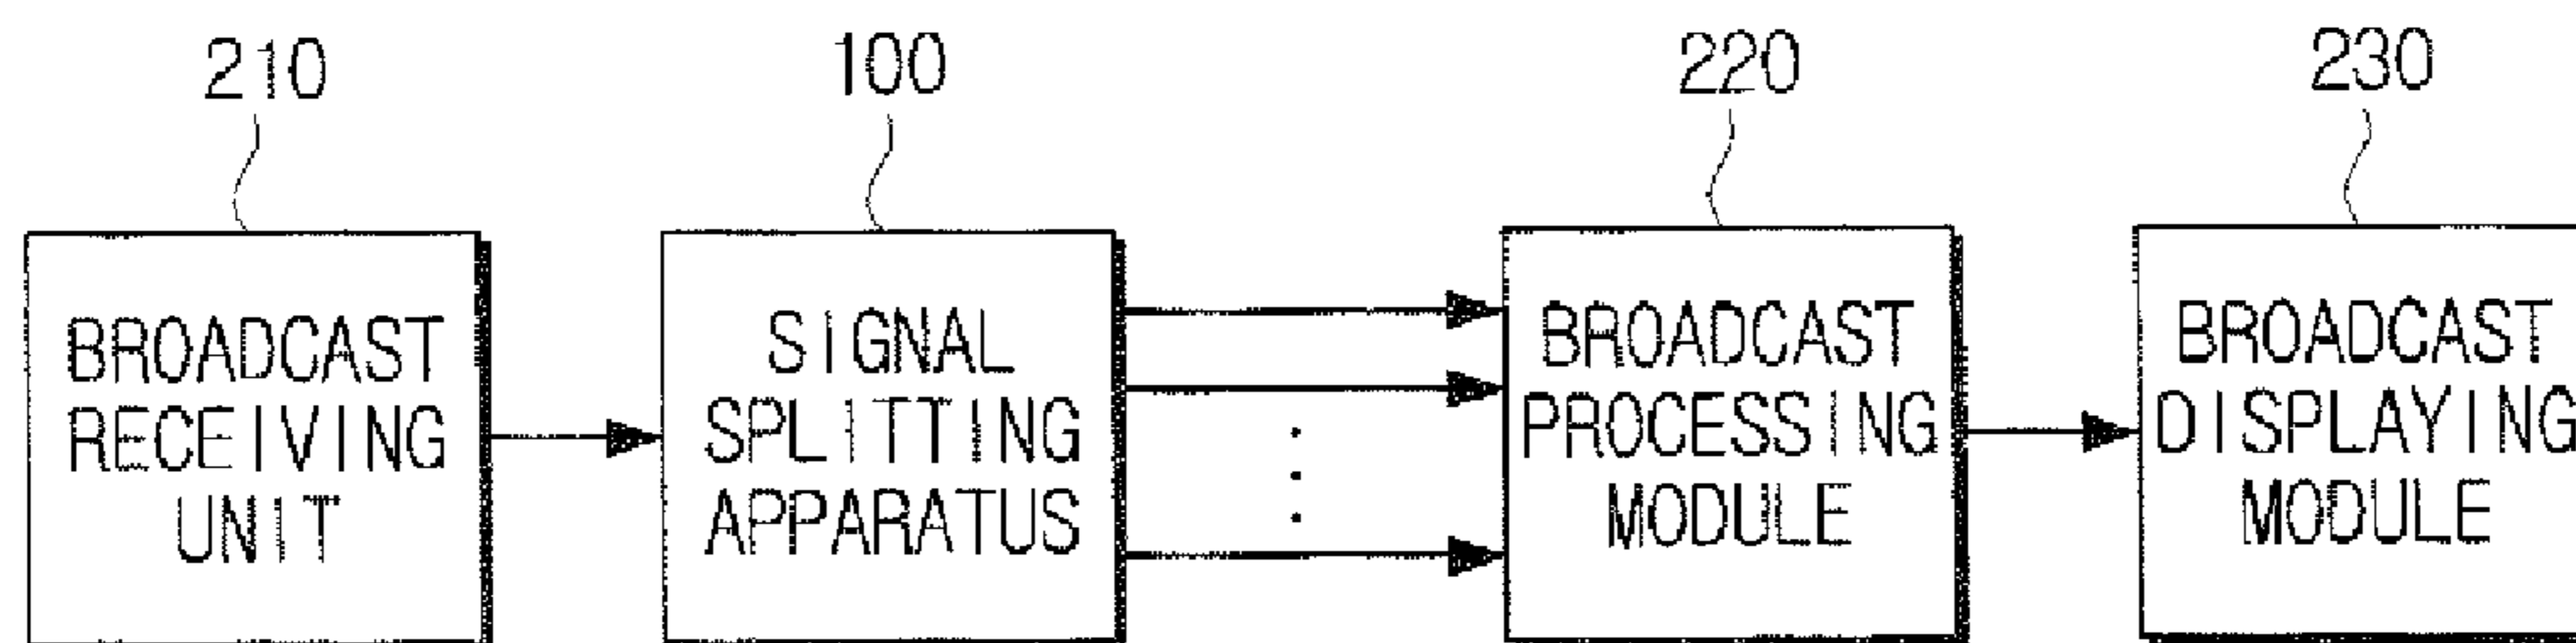 210
100
220
230
BROADCAST
RECEIVING
UNIT
SIGNAL
SPLITTING
APPARATUS
BROADCAST
PROCESSING
MODULE
BROADCAST
DISPLAYING
MODULE